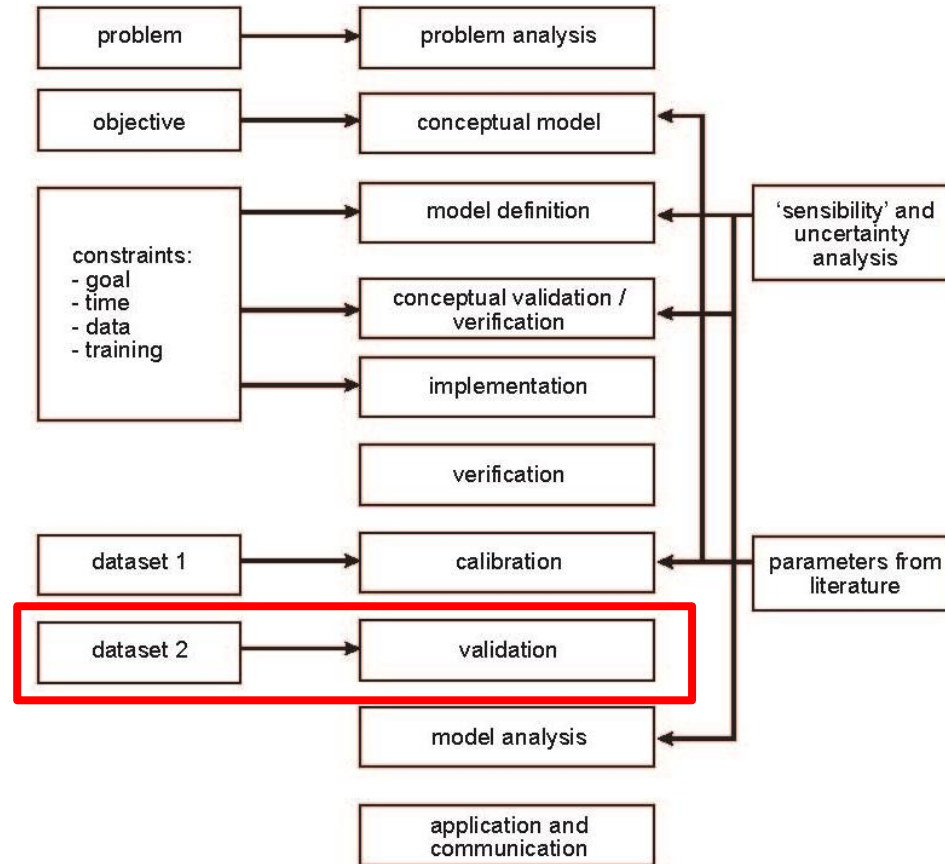 problem
problem analysis
objective
conceptual model
constraints:
- goal
- time
- data
- training
model definition
'sensibility' and
uncertainty
analysis
conceptual validation /
verification
implementation
verification
dataset 1
calibration
parameters from
literature
dataset 2
validation
model analysis
application and
communication